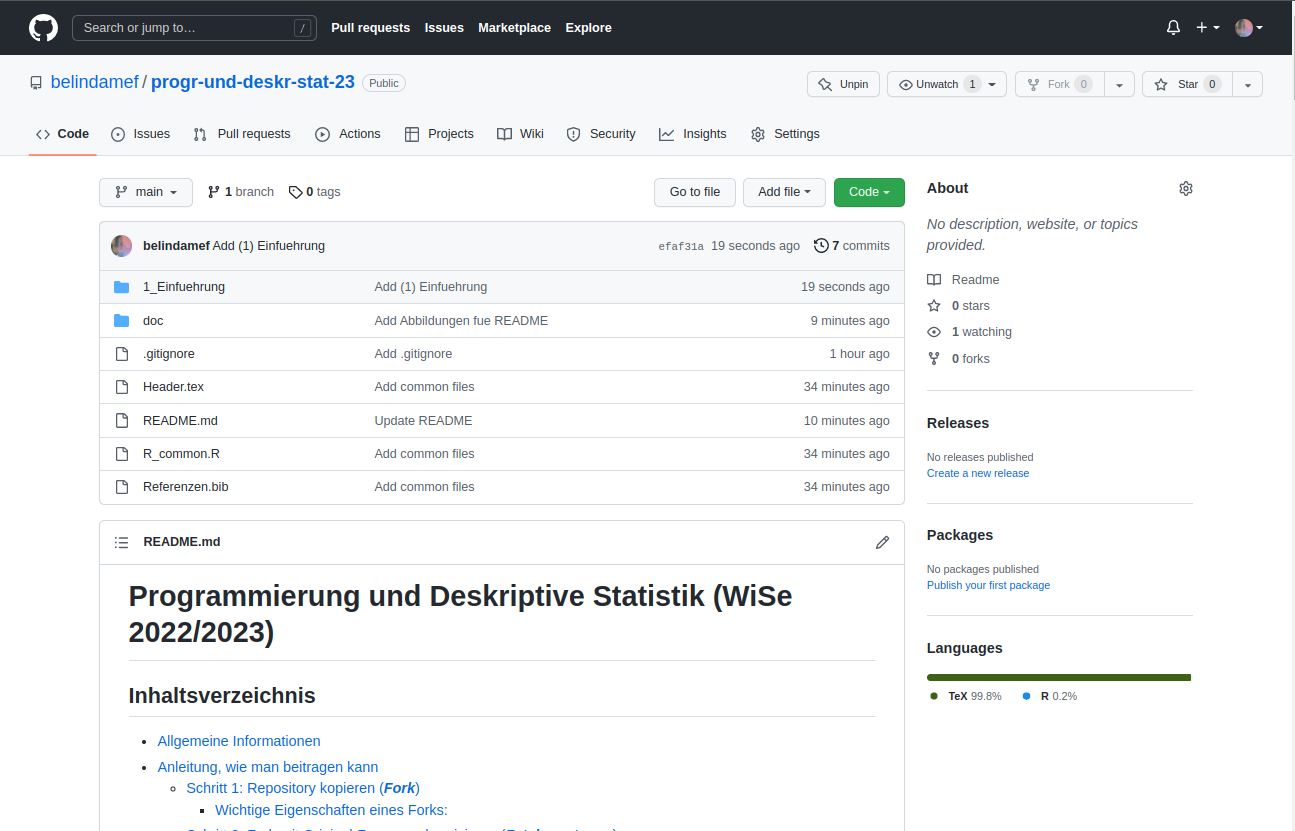 Search or jump to… / Pull requests Issues Marketplace Explore
belindamef / progr-und-deskr-stat-23 Public Unpin Unwatch 1 Fork 0 Star 0
Code Issues Pull requests Actions Projects Wiki Security Insights Settings
main 1 branch 0 tags Go to file Add file Code
belindamef Add (1) Einfuehrung efaf31a 19 seconds ago 7 commits
1_Einfuehrung Add (1) Einfuehrung 19 seconds ago
doc Add Abbildungen fue README 9 minutes ago
.gitignore Add .gitignore 1 hour ago
Header.tex Add common files 34 minutes ago
README.md Update README 10 minutes ago
R_common.R Add common files 34 minutes ago
Referenzen.bib Add common files 34 minutes ago
README.md
Programmierung und Deskriptive Statistik (WiSe
2022/2023)
Inhaltsverzeichnis
Allgemeine Informationen
Anleitung, wie man beitragen kann
Schritt 1: Repository kopieren (Fork)
Wichtige Eigenschaften eines Forks:
About
No description, website, or topics
provided.
Readme
0 stars
1 watching
0 forks
Releases
No releases published
Create a new release
Packages
No packages published
Publish your first package
Languages
TeX 99.8% R 0.2%